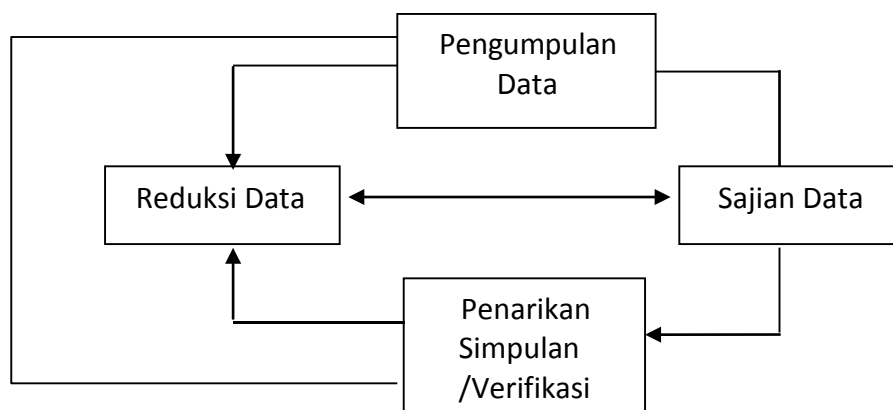 Pengumpulan
Data
Reduksi Data
Sajian Data
Penarikan
Simpulan
/Verifikasi